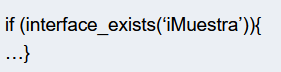 if (interface_exists(‘iMuestra’)){
…}